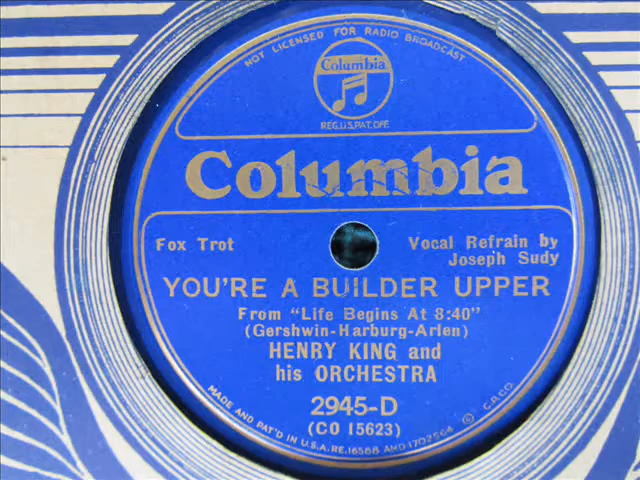 NOT LICENSED FOR RADIO BROADCAST
Columbia
REG.U.S.PAT.OFF.
Columbia
Fox Trot
Vocal Refrain by
Joseph Sudy
YOU'RE A BUILDER UPPER
From "Life Begins At 8:40"
(Gershwin-Harburg-Arlen)
HENRY KING and
his ORCHESTRA
2945-D
(CO 15623)
MADE AND PAT'D IN U.S.A. RE.16588 AND 1702564 © C.P.CO.